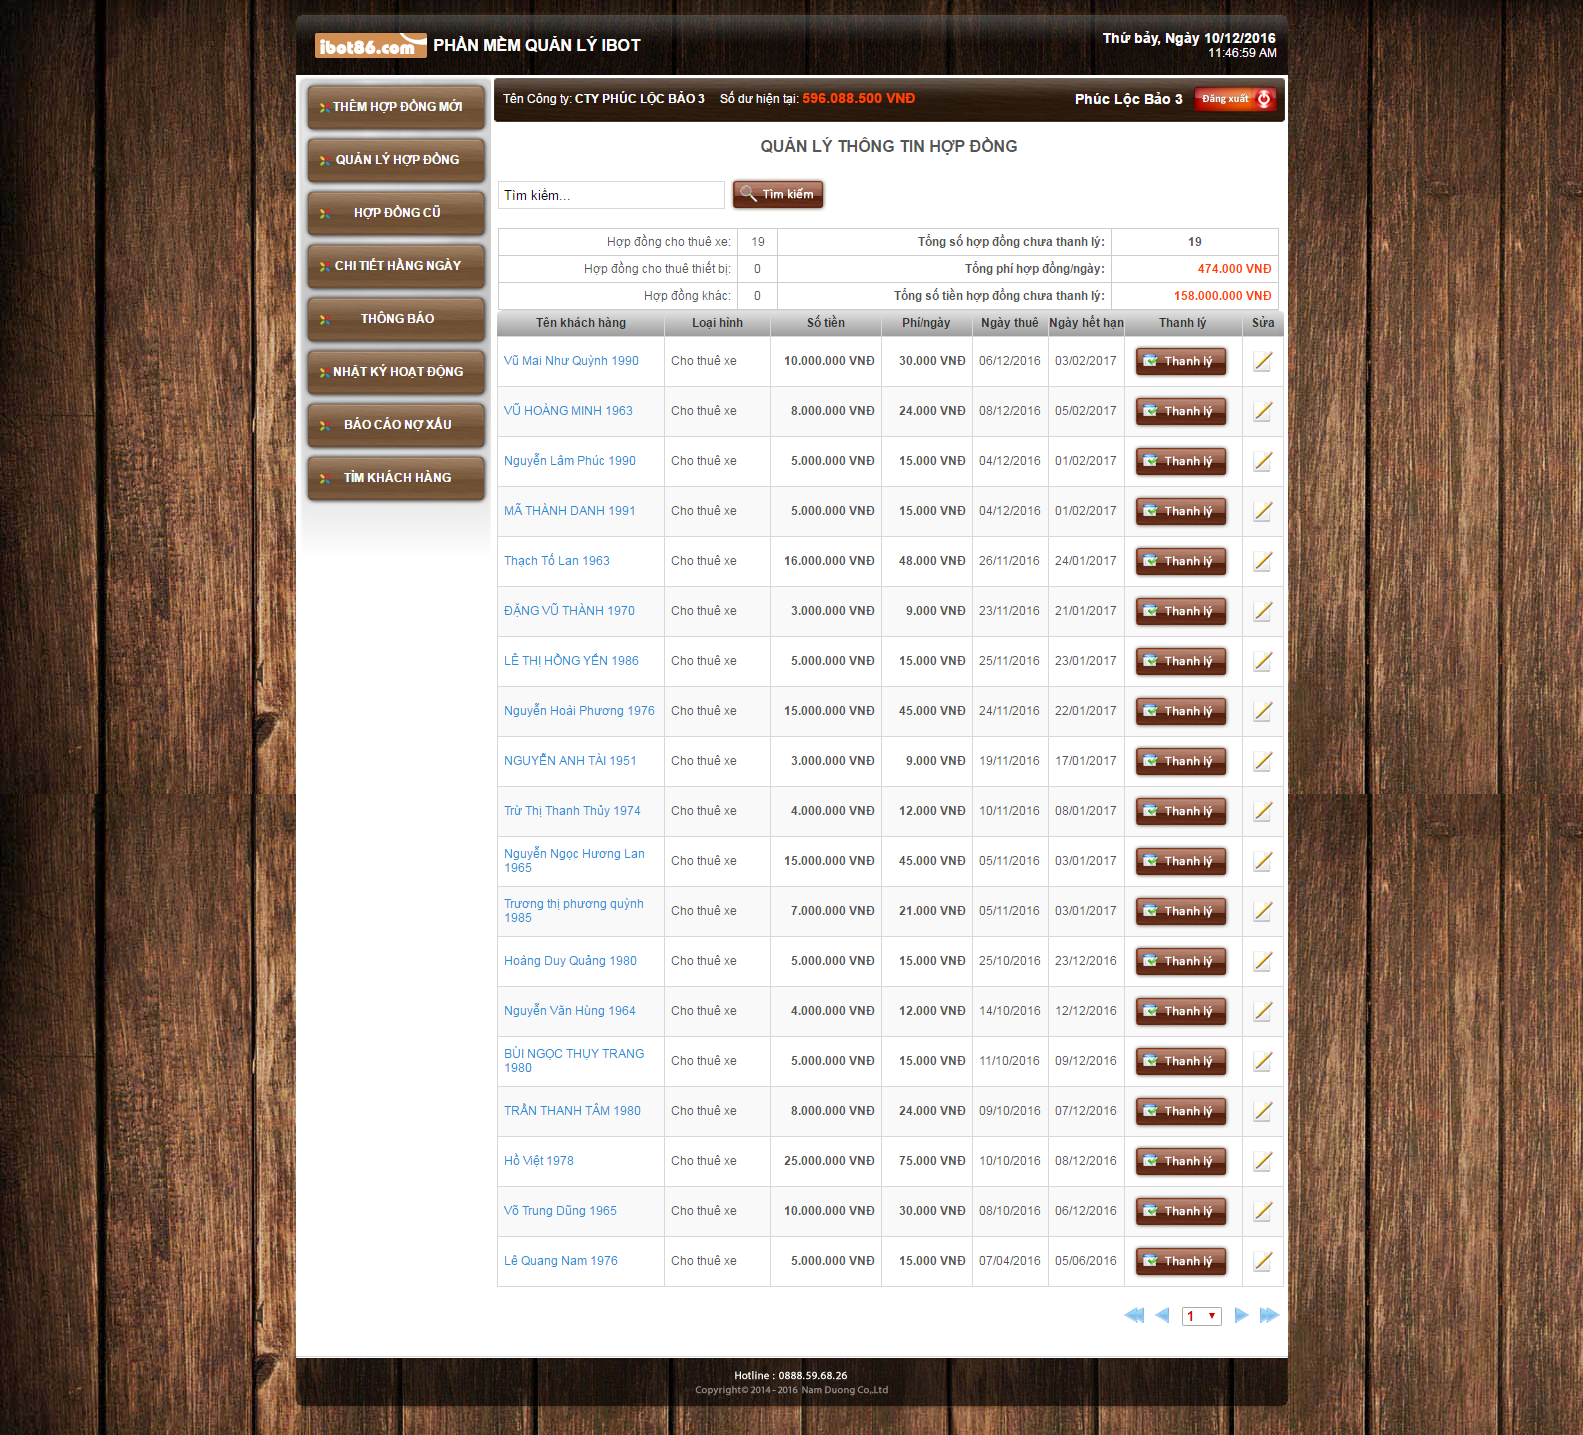 ibot86.com PHẦN MỀM QUẢN LÝ IBOT
Thứ bảy, Ngày 10/12/2016
11:46:59 AM
THÊM HỢP ĐỒNG MỚI
QUẢN LÝ HỢP ĐỒNG
HỢP ĐỒNG CŨ
CHI TIẾT HẰNG NGÀY
THÔNG BÁO
NHẬT KÝ HOẠT ĐỘNG
BÁO CÁO NỢ XẤU
TÌM KHÁCH HÀNG
Tên Công ty: CTY PHÚC LỘC BẢO 3 Số dư hiện tại: 596.088.500 VNĐ Phúc Lộc Bảo 3 Đăng xuất
QUẢN LÝ THÔNG TIN HỢP ĐỒNG
Tìm kiếm... Tìm kiếm
Hợp đồng cho thuê xe: 19 Tổng số hợp đồng chưa thanh lý: 19
Hợp đồng cho thuê thiết bị: 0 Tổng phí hợp đồng/ngày: 474.000 VNĐ
Hợp đồng khác: 0 Tổng số tiền hợp đồng chưa thanh lý: 158.000.000 VNĐ
Tên khách hàng Loại hình Số tiền Phí/ngày Ngày thuê Ngày hết hạn Thanh lý Sửa
Vũ Mai Như Quỳnh 1990 Cho thuê xe 10.000.000 VNĐ 30.000 VNĐ 06/12/2016 03/02/2017 Thanh lý
VŨ HOÀNG MINH 1963 Cho thuê xe 8.000.000 VNĐ 24.000 VNĐ 08/12/2016 05/02/2017 Thanh lý
Nguyễn Lâm Phúc 1990 Cho thuê xe 5.000.000 VNĐ 15.000 VNĐ 04/12/2016 01/02/2017 Thanh lý
MÃ THÀNH DANH 1991 Cho thuê xe 5.000.000 VNĐ 15.000 VNĐ 04/12/2016 01/02/2017 Thanh lý
Thạch Tố Lan 1963 Cho thuê xe 16.000.000 VNĐ 48.000 VNĐ 26/11/2016 24/01/2017 Thanh lý
ĐẶNG VŨ THÀNH 1970 Cho thuê xe 3.000.000 VNĐ 9.000 VNĐ 23/11/2016 21/01/2017 Thanh lý
LÊ THỊ HỒNG YẾN 1986 Cho thuê xe 5.000.000 VNĐ 15.000 VNĐ 25/11/2016 23/01/2017 Thanh lý
Nguyễn Hoài Phương 1976 Cho thuê xe 15.000.000 VNĐ 45.000 VNĐ 24/11/2016 22/01/2017 Thanh lý
NGUYỄN ANH TÀI 1951 Cho thuê xe 3.000.000 VNĐ 9.000 VNĐ 19/11/2016 17/01/2017 Thanh lý
Trừ Thị Thanh Thủy 1974 Cho thuê xe 4.000.000 VNĐ 12.000 VNĐ 10/11/2016 08/01/2017 Thanh lý
Nguyễn Ngọc Hương Lan
1965 Cho thuê xe 15.000.000 VNĐ 45.000 VNĐ 05/11/2016 03/01/2017 Thanh lý
Trương thị phương quỳnh
1985 Cho thuê xe 7.000.000 VNĐ 21.000 VNĐ 05/11/2016 03/01/2017 Thanh lý
Hoàng Duy Quảng 1980 Cho thuê xe 5.000.000 VNĐ 15.000 VNĐ 25/10/2016 23/12/2016 Thanh lý
Nguyễn Văn Hùng 1964 Cho thuê xe 4.000.000 VNĐ 12.000 VNĐ 14/10/2016 12/12/2016 Thanh lý
BÙI NGỌC THỤY TRANG
1980 Cho thuê xe 5.000.000 VNĐ 15.000 VNĐ 11/10/2016 09/12/2016 Thanh lý
TRẦN THANH TÂM 1980 Cho thuê xe 8.000.000 VNĐ 24.000 VNĐ 09/10/2016 07/12/2016 Thanh lý
Hồ Việt 1978 Cho thuê xe 25.000.000 VNĐ 75.000 VNĐ 10/10/2016 08/12/2016 Thanh lý
Võ Trung Dũng 1965 Cho thuê xe 10.000.000 VNĐ 30.000 VNĐ 08/10/2016 06/12/2016 Thanh lý
Lê Quang Nam 1976 Cho thuê xe 5.000.000 VNĐ 15.000 VNĐ 07/04/2016 05/06/2016 Thanh lý
1
Hotline : 0888.59.68.26
Copyright© 2014 - 2016 Nam Duong Co,.Ltd